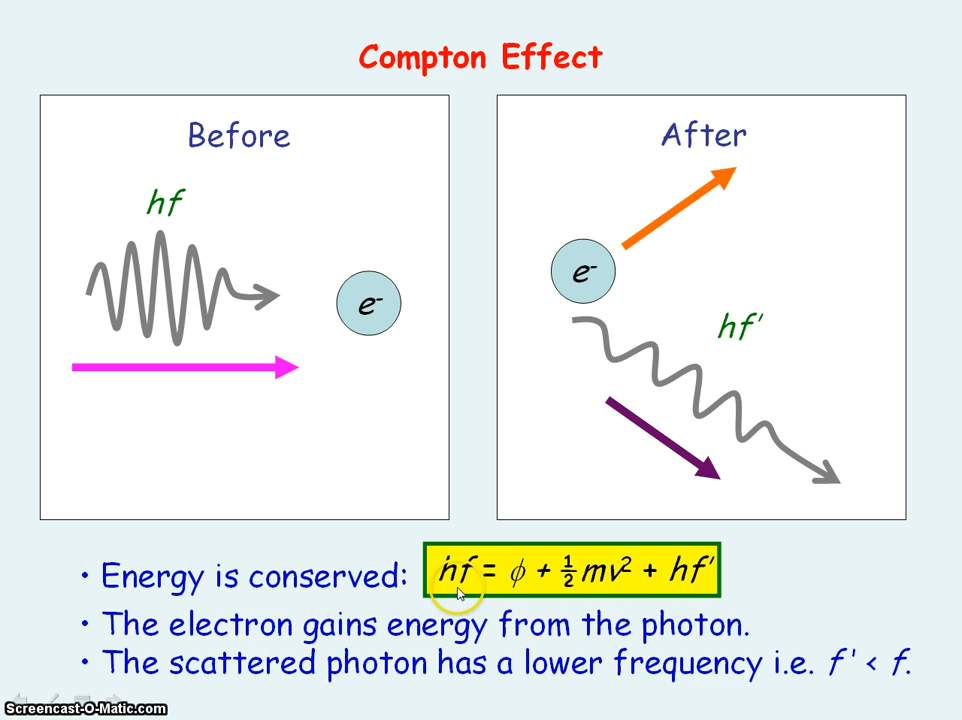 Compton Effect
Before
After
hf
e⁻
e⁻
hf'
• Energy is conserved: hf = ϕ + ½mv² + hf'
• The electron gains energy from the photon.
• The scattered photon has a lower frequency i.e. f' < f.
Screencast-O-Matic.com